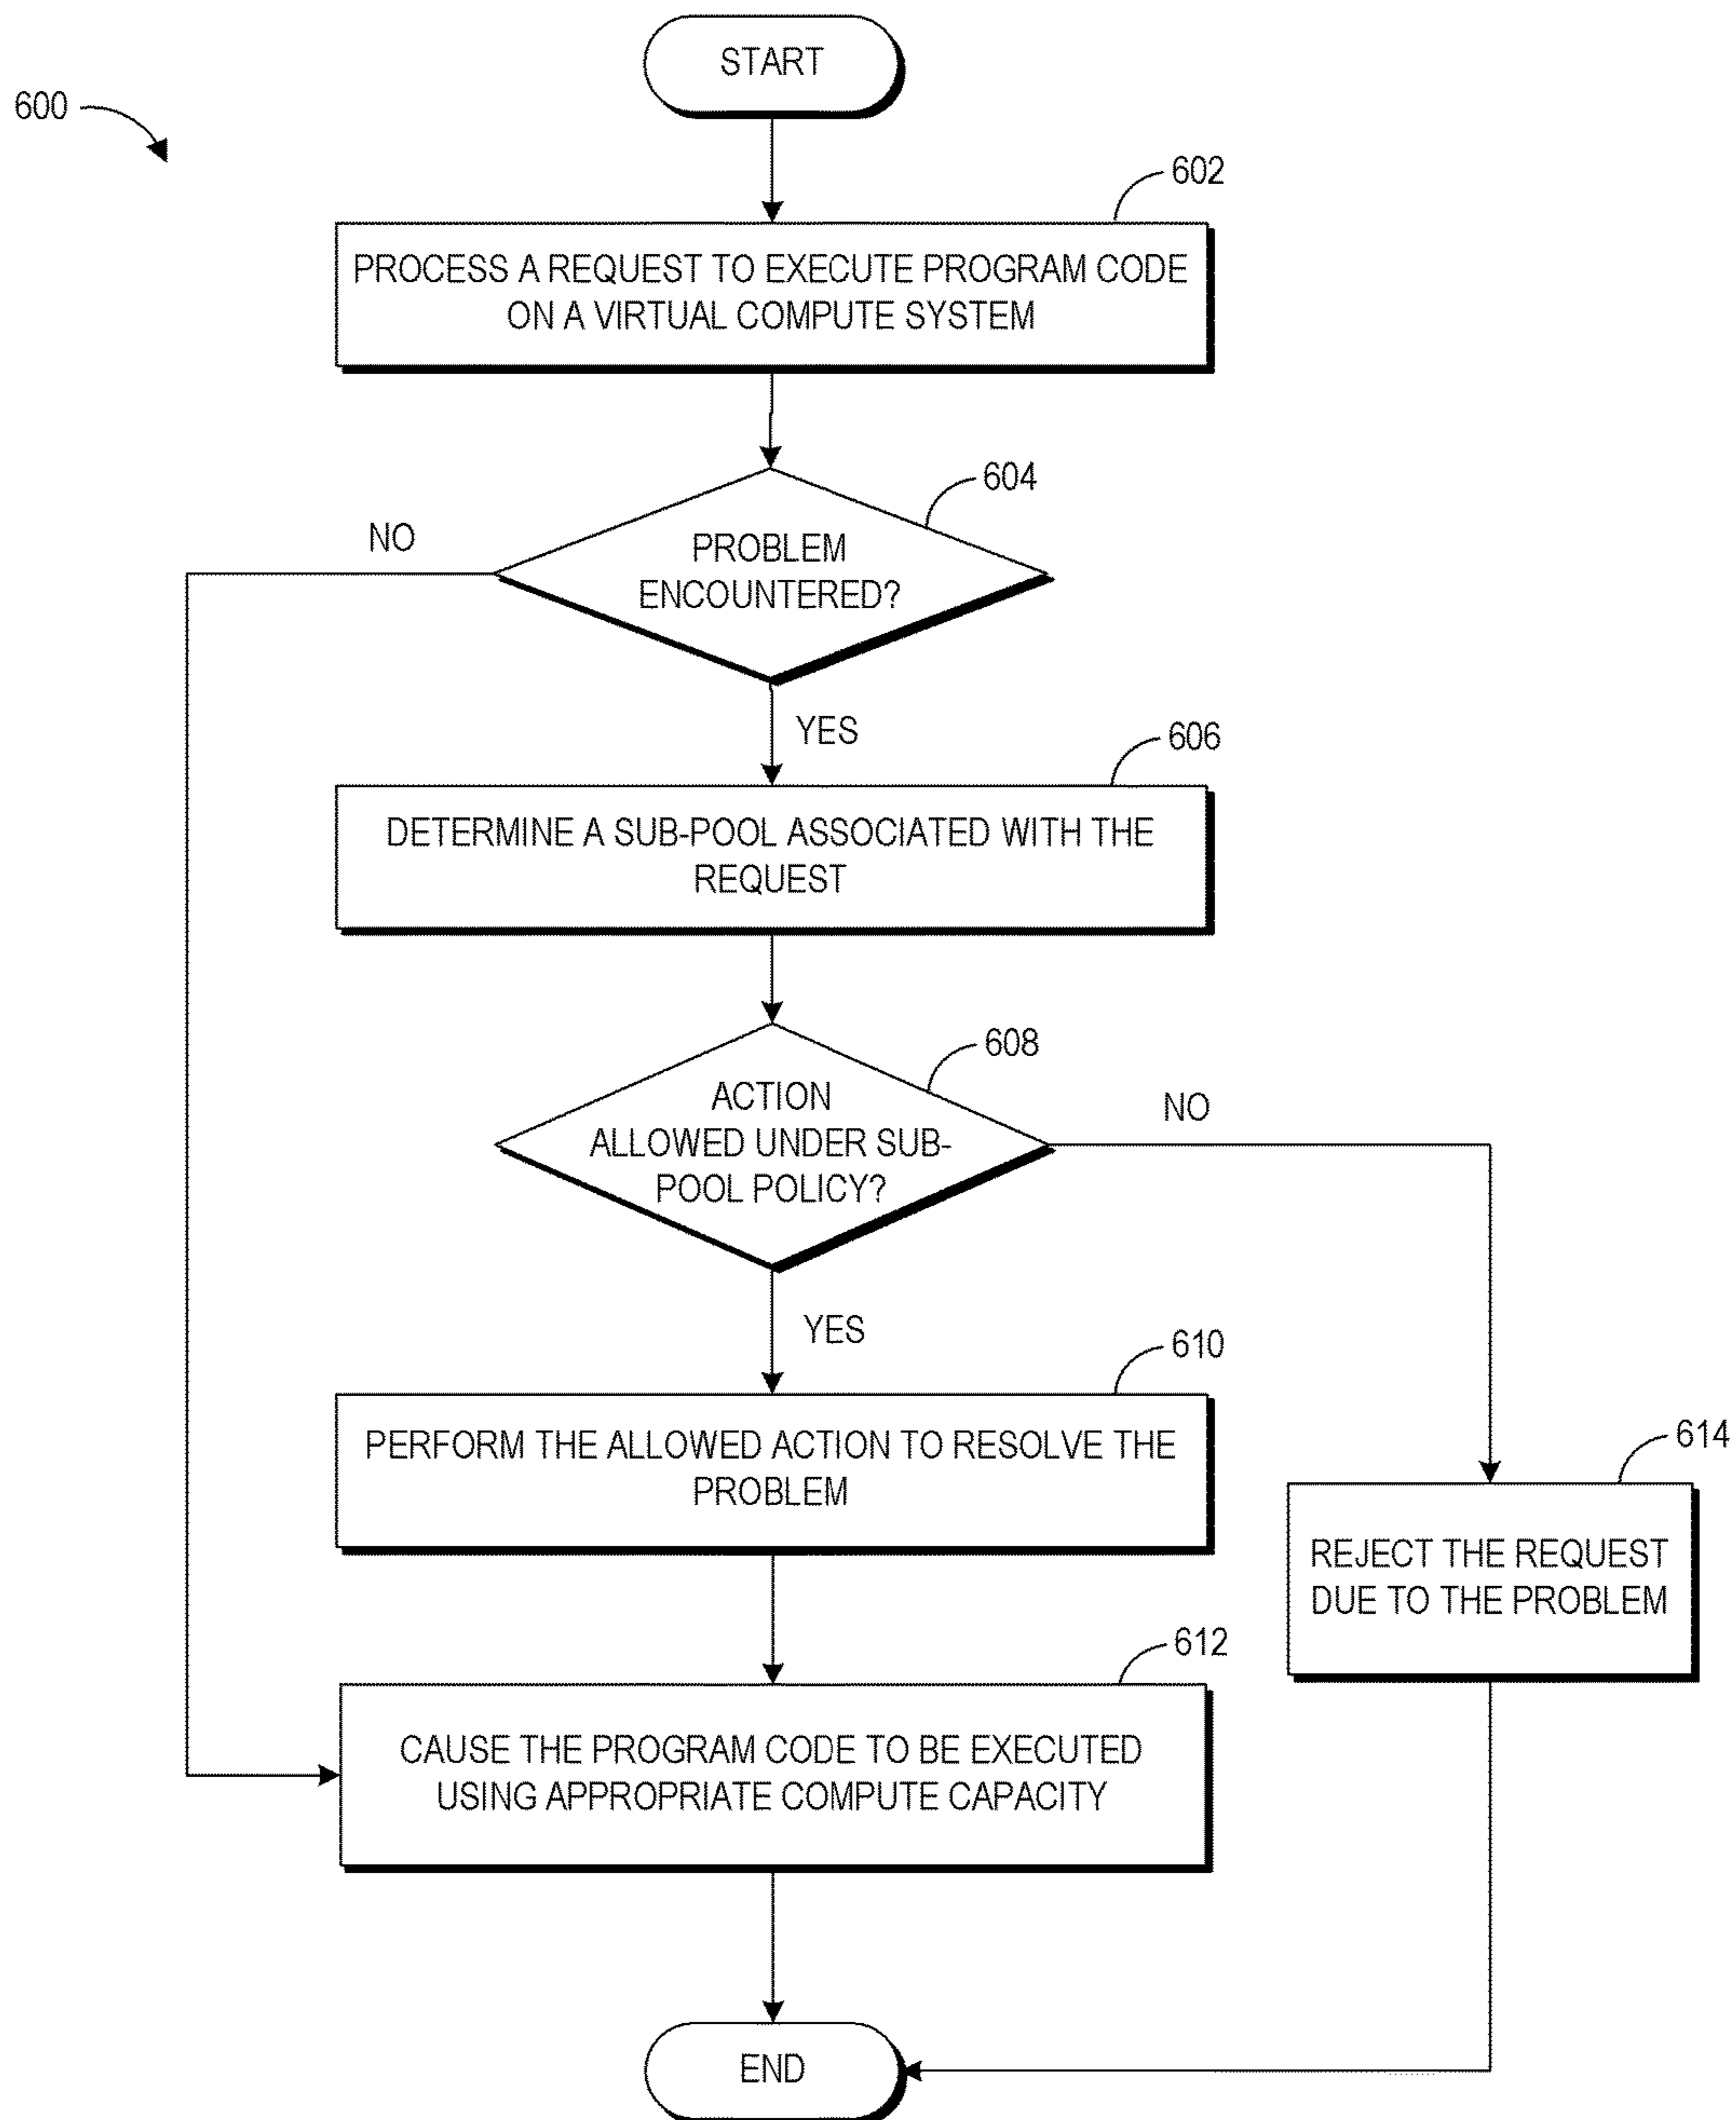 START
600
602
PROCESS A REQUEST TO EXECUTE PROGRAM CODE
ON A VIRTUAL COMPUTE SYSTEM
604
NO
PROBLEM
ENCOUNTERED?
YES
606
DETERMINE A SUB-POOL ASSOCIATED WITH THE
REQUEST
608
ACTION
ALLOWED UNDER SUB-
POOL POLICY?
NO
YES
610
PERFORM THE ALLOWED ACTION TO RESOLVE THE
PROBLEM
614
REJECT THE REQUEST
DUE TO THE PROBLEM
612
CAUSE THE PROGRAM CODE TO BE EXECUTED
USING APPROPRIATE COMPUTE CAPACITY
END